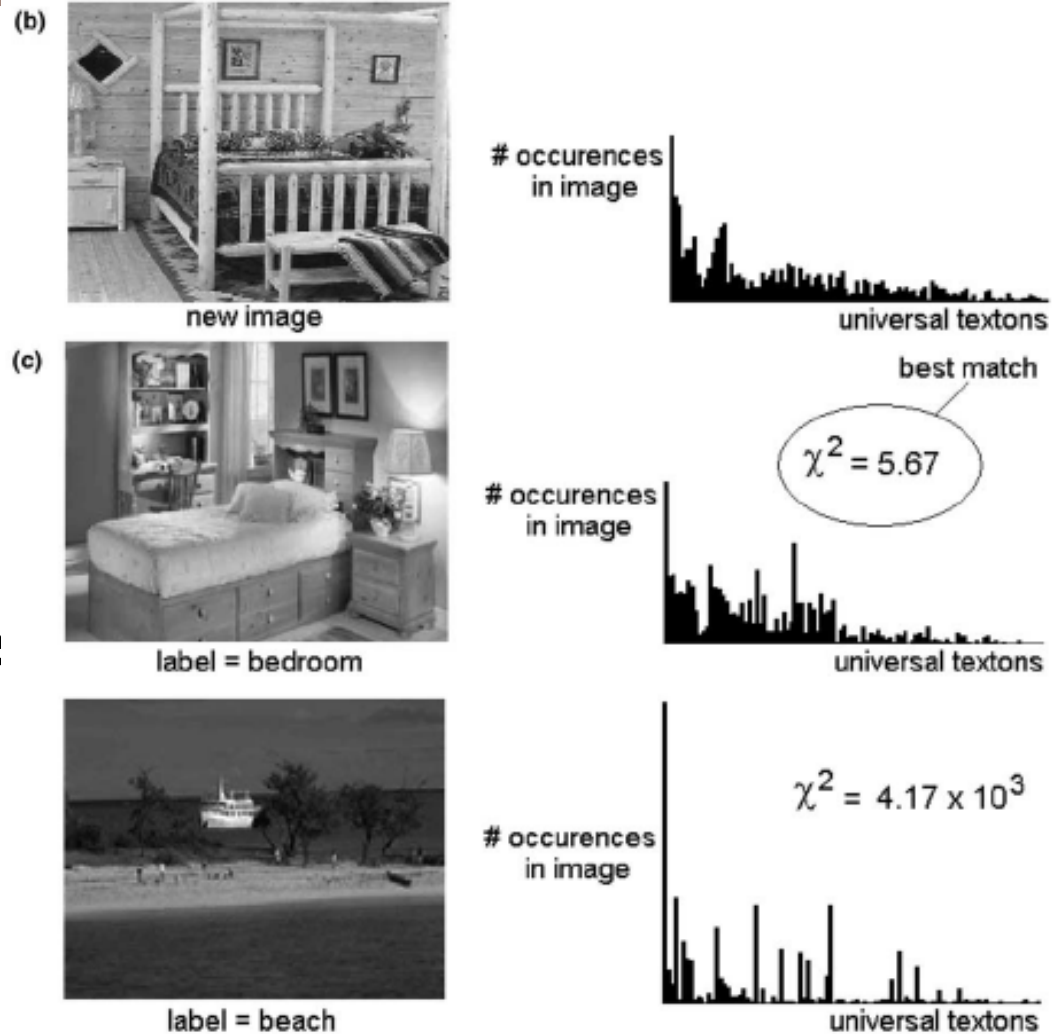 (b)
# occurences
in image
new image
universal textons
(c)
best match
χ² = 5.67
# occurences
in image
label = bedroom
universal textons
χ² = 4.17 x 10³
# occurences
in image
label = beach
universal textons